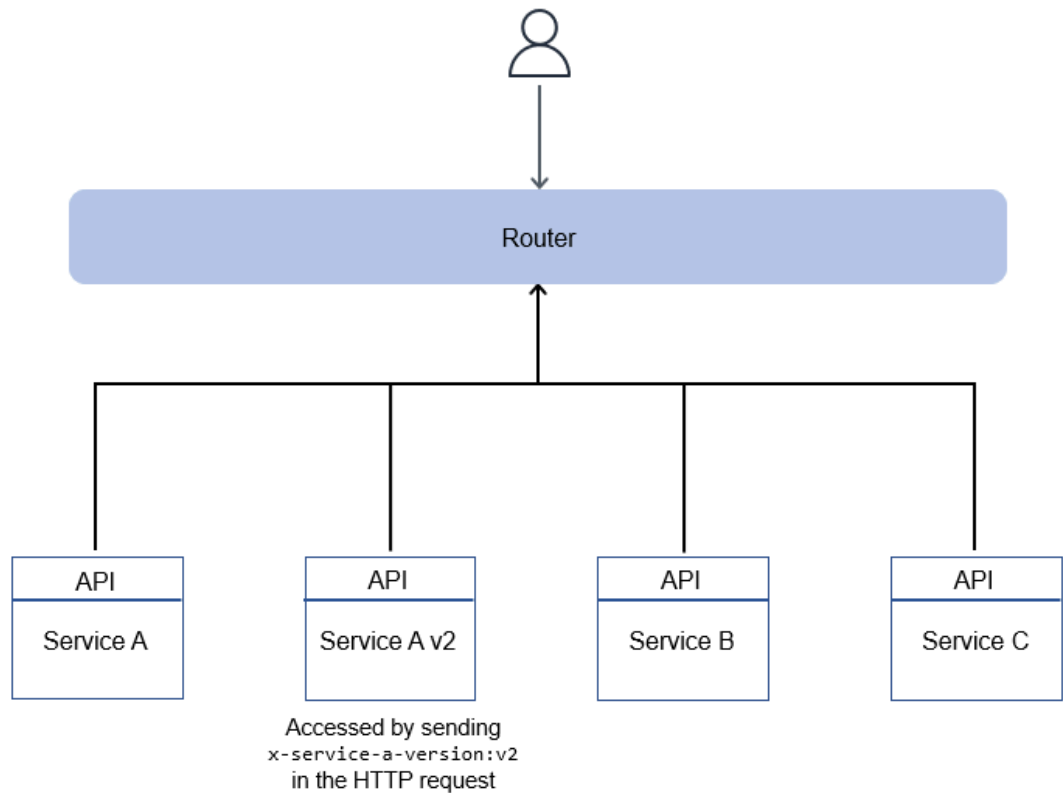 Router
API
Service A
API
Service A v2
API
Service B
API
Service C
Accessed by sending
x-service-a-version:v2
in the HTTP request